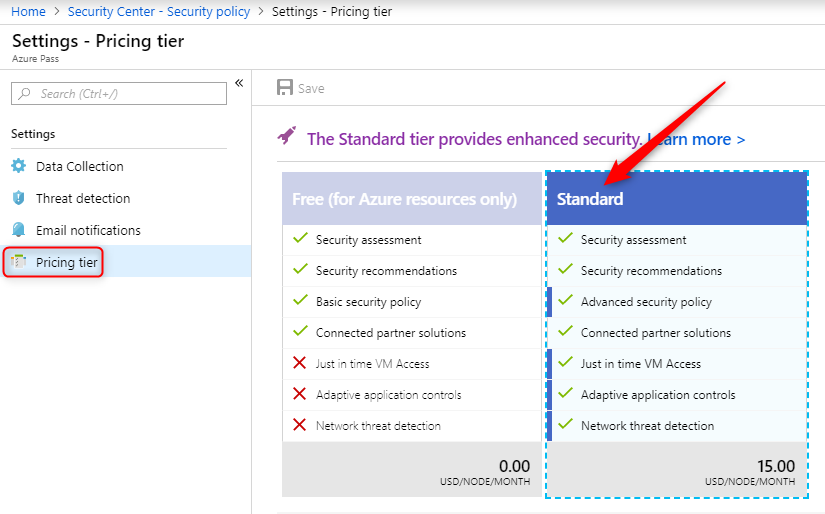 Home > Security Center - Security policy > Settings - Pricing tier
Settings - Pricing tier
Azure Pass
Search (Ctrl+/)
«
Settings
Data Collection
Threat detection
Email notifications
Pricing tier
Save
The Standard tier provides enhanced security. Learn more >
Free (for Azure resources only)
Security assessment
Security recommendations
Basic security policy
Connected partner solutions
Just in time VM Access
Adaptive application controls
Network threat detection
0.00
USD/NODE/MONTH
Standard
Security assessment
Security recommendations
Advanced security policy
Connected partner solutions
Just in time VM Access
Adaptive application controls
Network threat detection
15.00
USD/NODE/MONTH